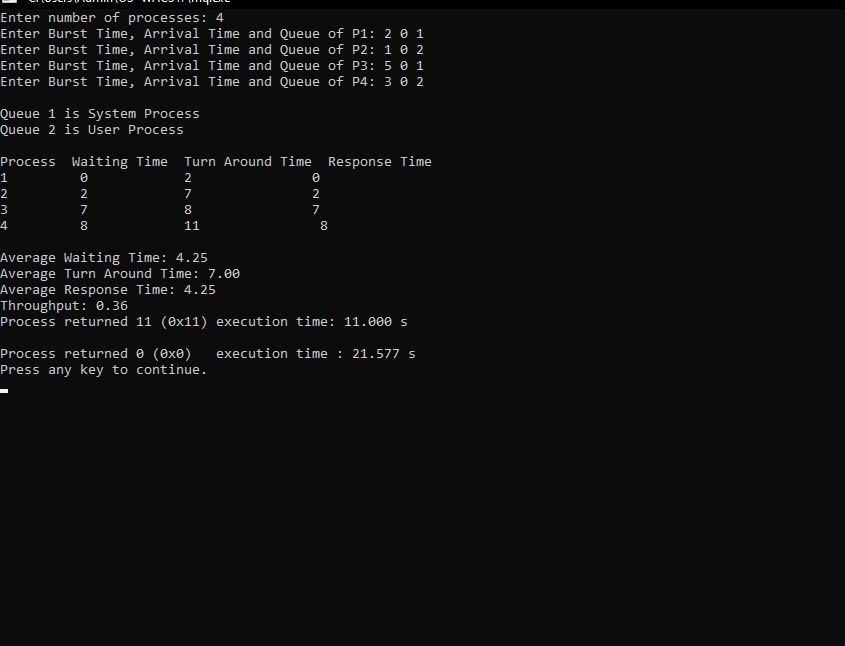 Enter number of processes: 4
Enter Burst Time, Arrival Time and Queue of P1: 2 0 1
Enter Burst Time, Arrival Time and Queue of P2: 1 0 2
Enter Burst Time, Arrival Time and Queue of P3: 5 0 1
Enter Burst Time, Arrival Time and Queue of P4: 3 0 2
Queue 1 is System Process
Queue 2 is User Process
Process Waiting Time Turn Around Time Response Time
1 0 2 0
2 2 7 2
3 7 8 7
4 8 11 8
Average Waiting Time: 4.25
Average Turn Around Time: 7.00
Average Response Time: 4.25
Throughput: 0.36
Process returned 11 (0x11) execution time: 11.000 s
Process returned 0 (0x0) execution time : 21.577 s
Press any key to continue.